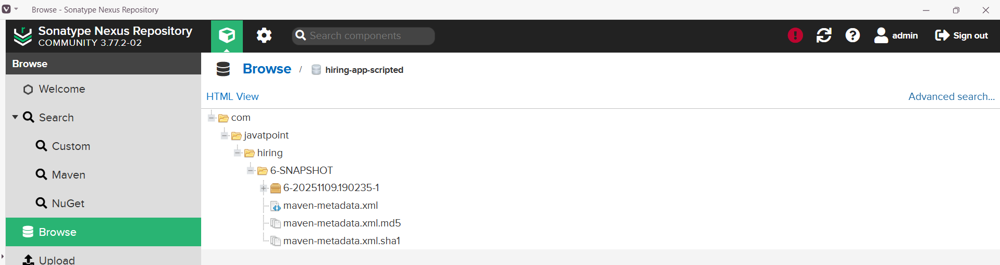 Browse - Sonatype Nexus Repository
Sonatype Nexus Repository
COMMUNITY 3.77.2-02
Search components
admin
Sign out
Browse
Welcome
Search
Custom
Maven
NuGet
Browse
Upload
Browse / hiring-app-scripted
HTML View
Advanced search...
com
javatpoint
hiring
6-SNAPSHOT
6-20251109.190235-1
maven-metadata.xml
maven-metadata.xml.md5
maven-metadata.xml.sha1